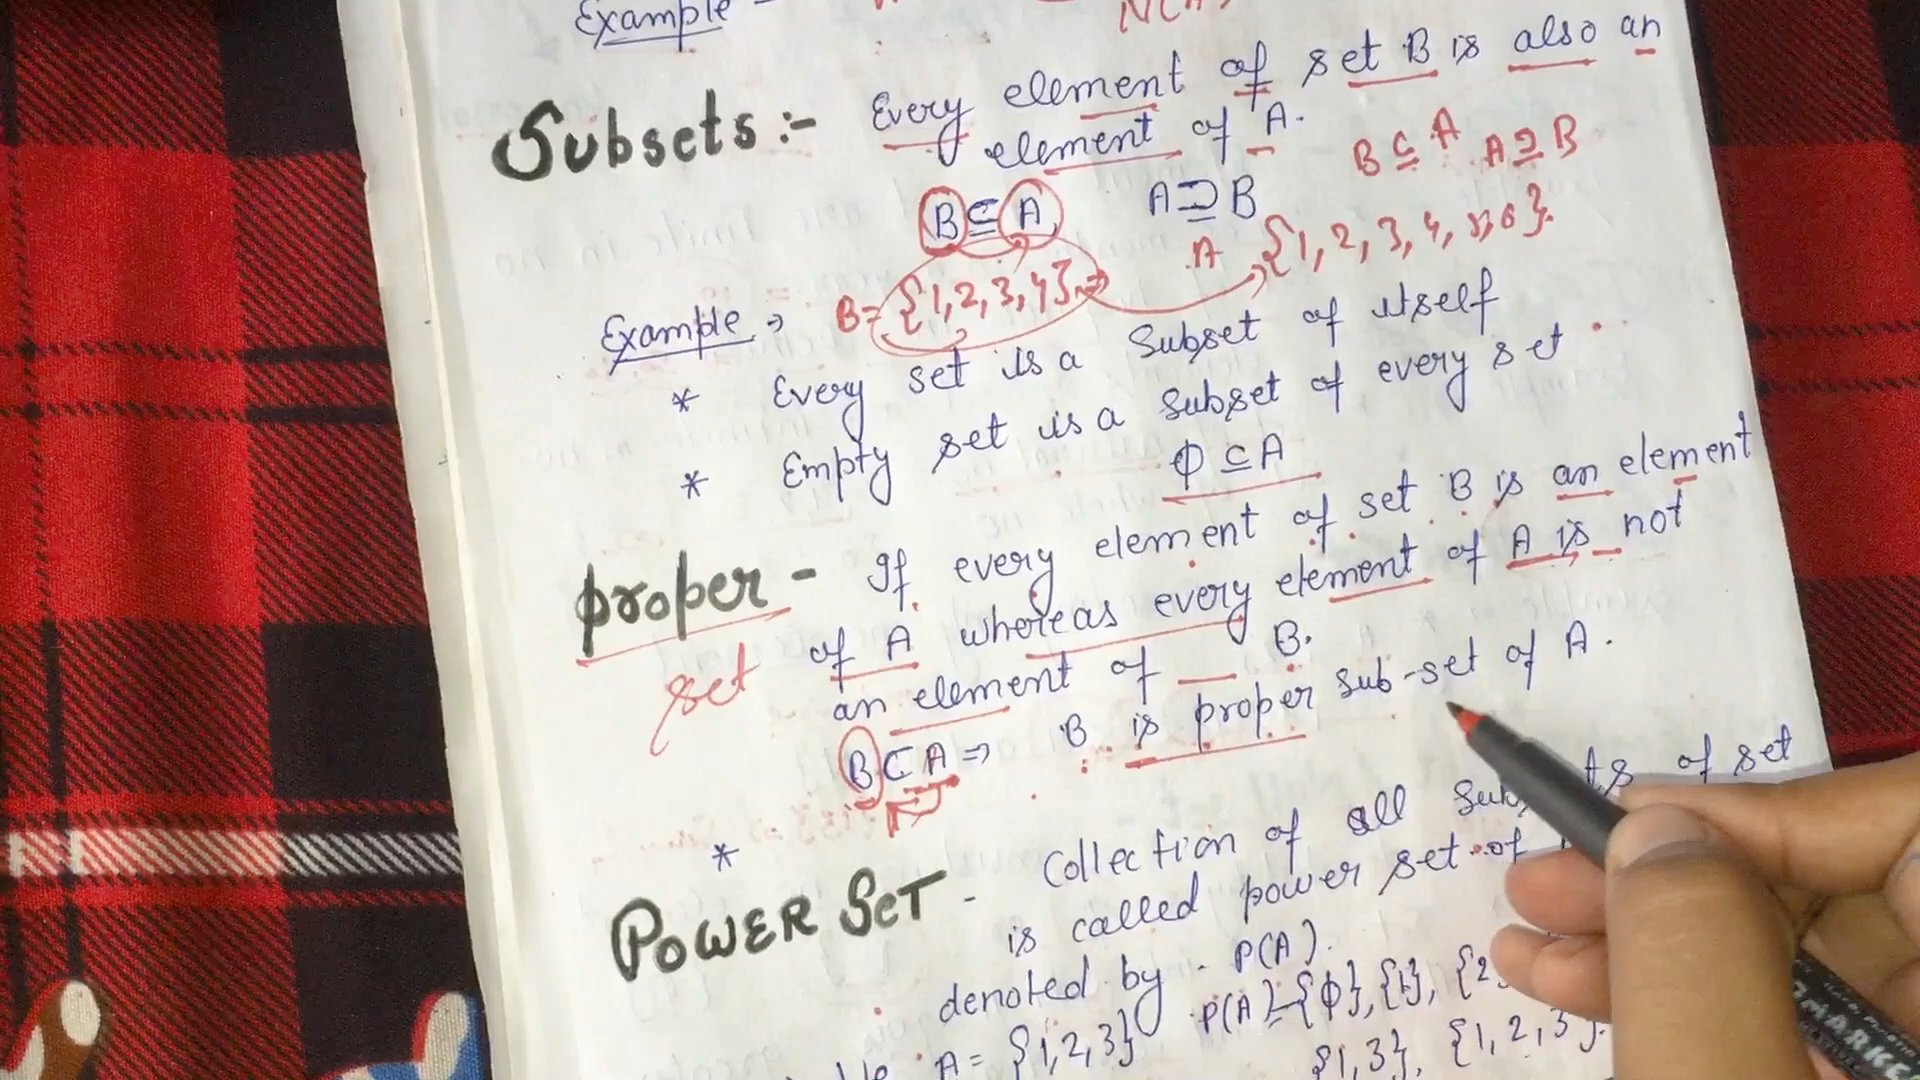 Example -
Subsets :- Every element of set B is also an
element of A.
B ⊆ A A ⊇ B
B ⊆ A, A ⊇ B
A {1, 2, 3, 4, 5, 6}.
Example → B = {1, 2, 3, 4} ⇒
* Every set is a Subset of itself
* Empty set is a Subset of every set
φ ⊆ A
proper - If every element of set B is an element
set of A whereas every element of A is not
an element of B.
B ⊂ A ⇒ B is proper sub-set of A.
* Collection of all
of set
POWER SET - is called power set of
denoted by - P(A).
P(A) = {φ}, {1}, {2
A = {1, 2, 3}
{1, 3}, {1, 2, 3}.